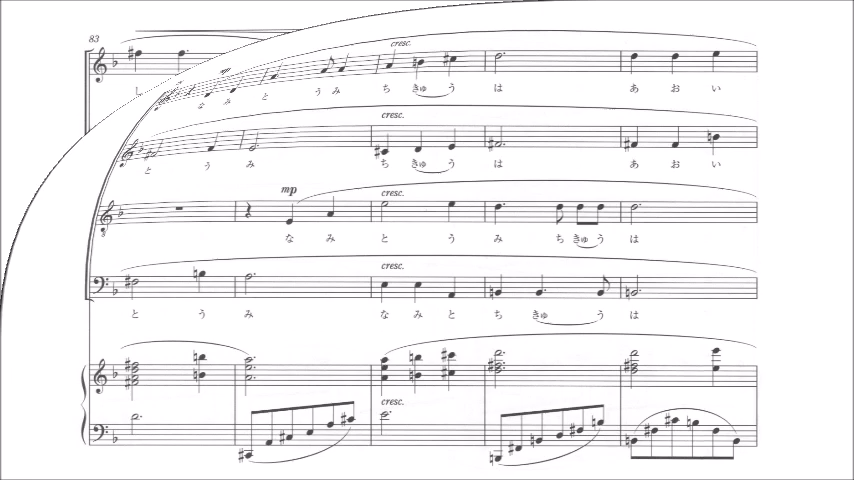 83
cresc.
mp
し なみ と う み ち きゅ う は あ お い
cresc.
と う み ち きゅ う は あ お い
mp cresc.
な み と う み ち きゅ う は
cresc.
と う み な み と ち きゅ う は
cresc.